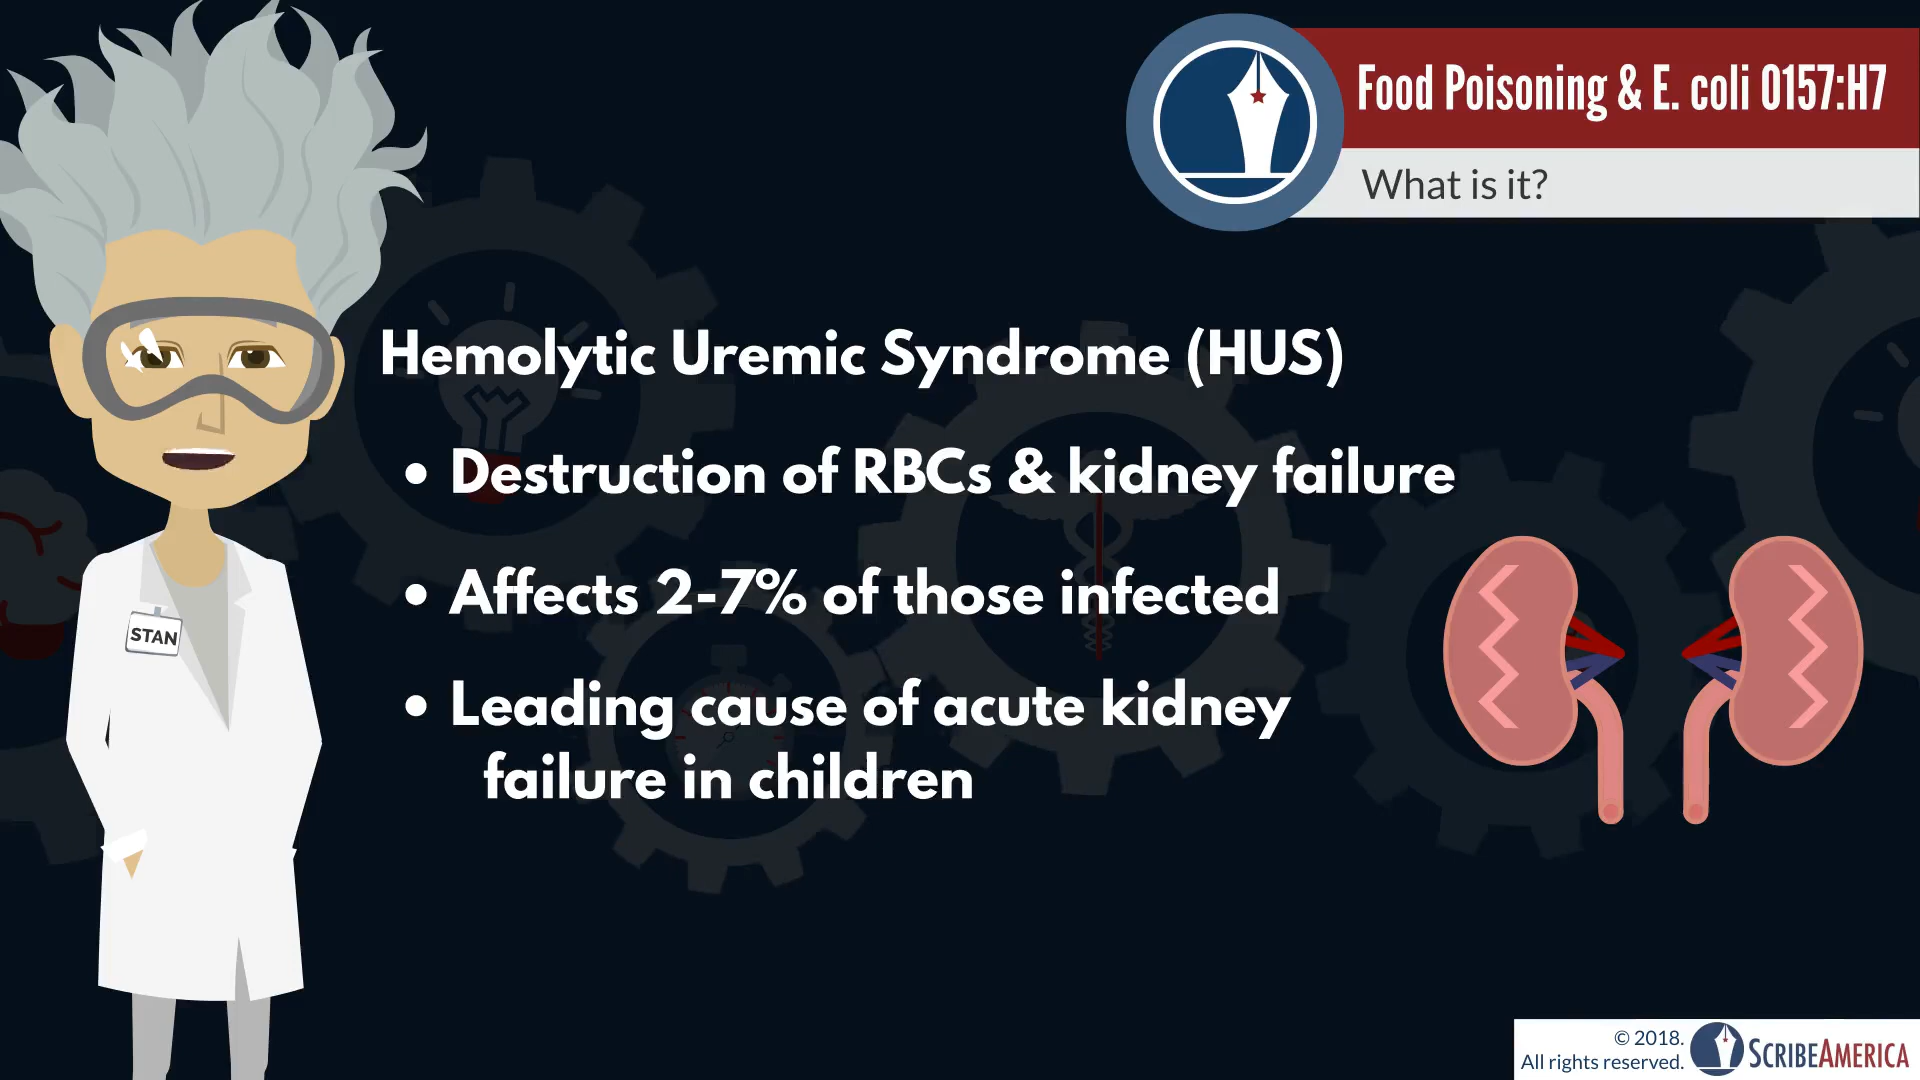 Food Poisoning & E. coli O157:H7
What is it?
Hemolytic Uremic Syndrome (HUS)
• Destruction of RBCs & kidney failure
• Affects 2-7% of those infected
• Leading cause of acute kidney
failure in children
STAN
© 2018.
All rights reserved.
SCRIBEAMERICA